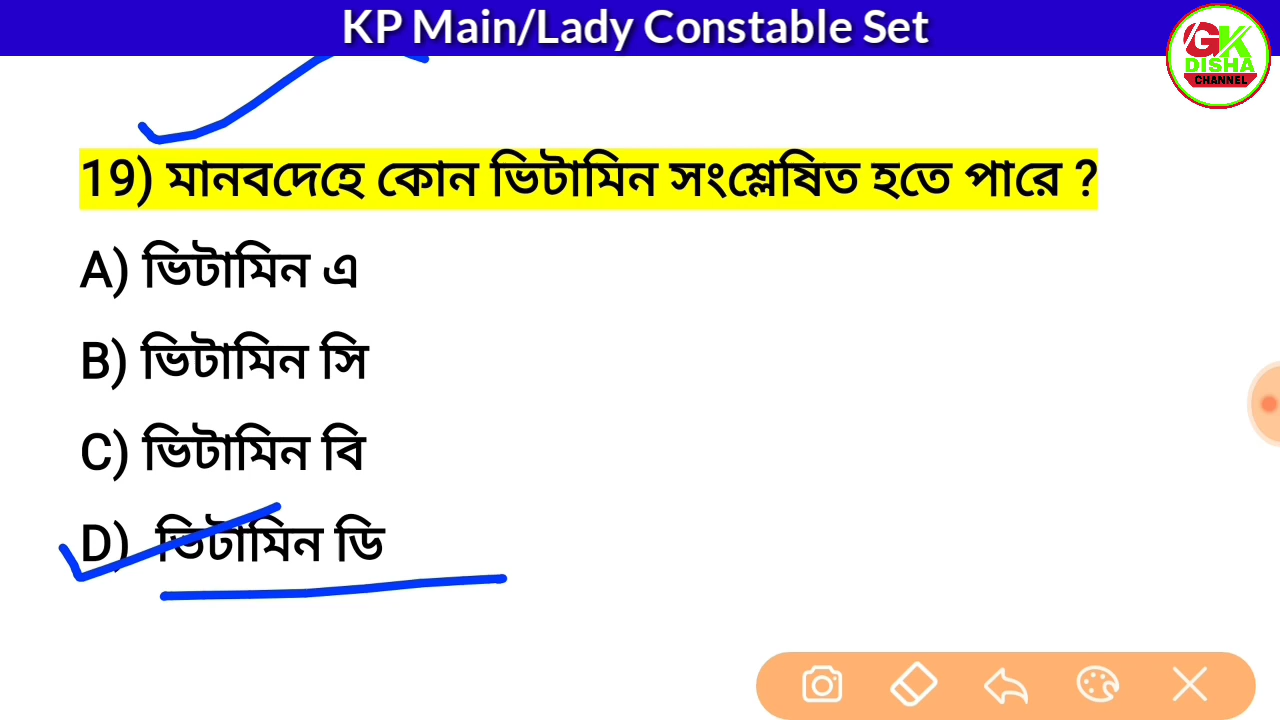 KP Main/Lady Constable Set
GK
DISHA
CHANNEL
19) মানবদেহে কোন ভিটামিন সংশ্লেষিত হতে পারে ?
A) ভিটামিন এ
B) ভিটামিন সি
C) ভিটামিন বি
D) ভিটামিন ডি